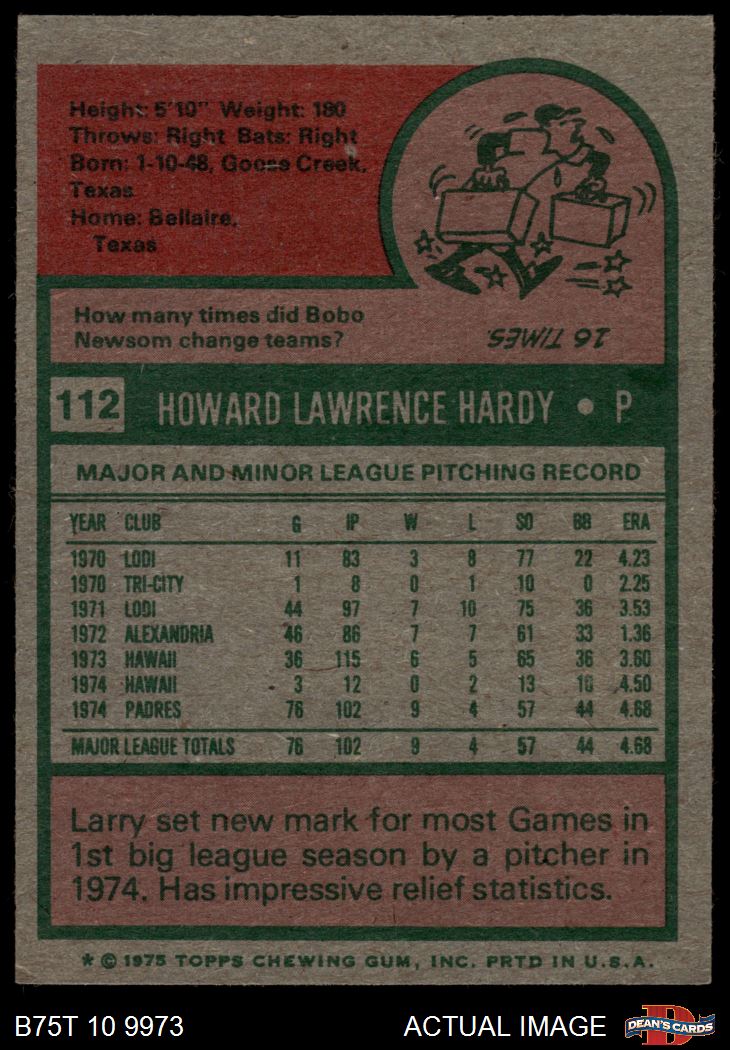 Height: 5'10" Weight: 180
Throws: Right Bats: Right
Born: 1-10-48, Goose Creek,
Texas
Home: Bellaire,
Texas
How many times did Bobo
Newsom change teams?
16 TIMES.
112 HOWARD LAWRENCE HARDY • P
MAJOR AND MINOR LEAGUE PITCHING RECORD
YEAR CLUB G IP W L SO BB ERA
1970 LODI 11 83 3 8 77 22 4.23
1970 TRI-CITY 1 8 0 1 10 0 2.25
1971 LODI 44 97 7 10 75 36 3.53
1972 ALEXANDRIA 46 86 7 7 61 33 1.36
1973 HAWAII 36 115 6 5 65 36 3.60
1974 HAWAII 3 12 0 2 13 10 4.50
1974 PADRES 76 102 9 4 57 44 4.68
MAJOR LEAGUE TOTALS 76 102 9 4 57 44 4.68
Larry set new mark for most Games in
1st big league season by a pitcher in
1974. Has impressive relief statistics.
* © 1975 TOPPS CHEWING GUM, INC. PRTD IN U.S.A.
B75T 10 9973 ACTUAL IMAGE
D
DEAN'S CARDS